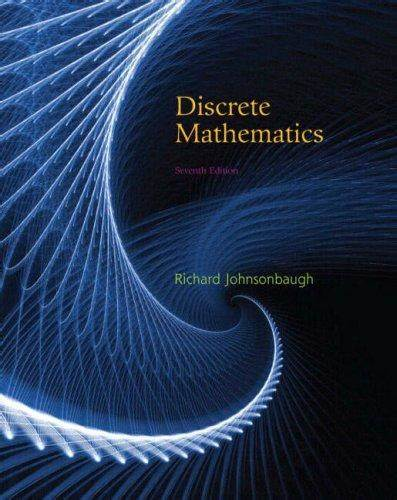 Discrete
Mathematics
Seventh Edition
Richard Johnsonbaugh